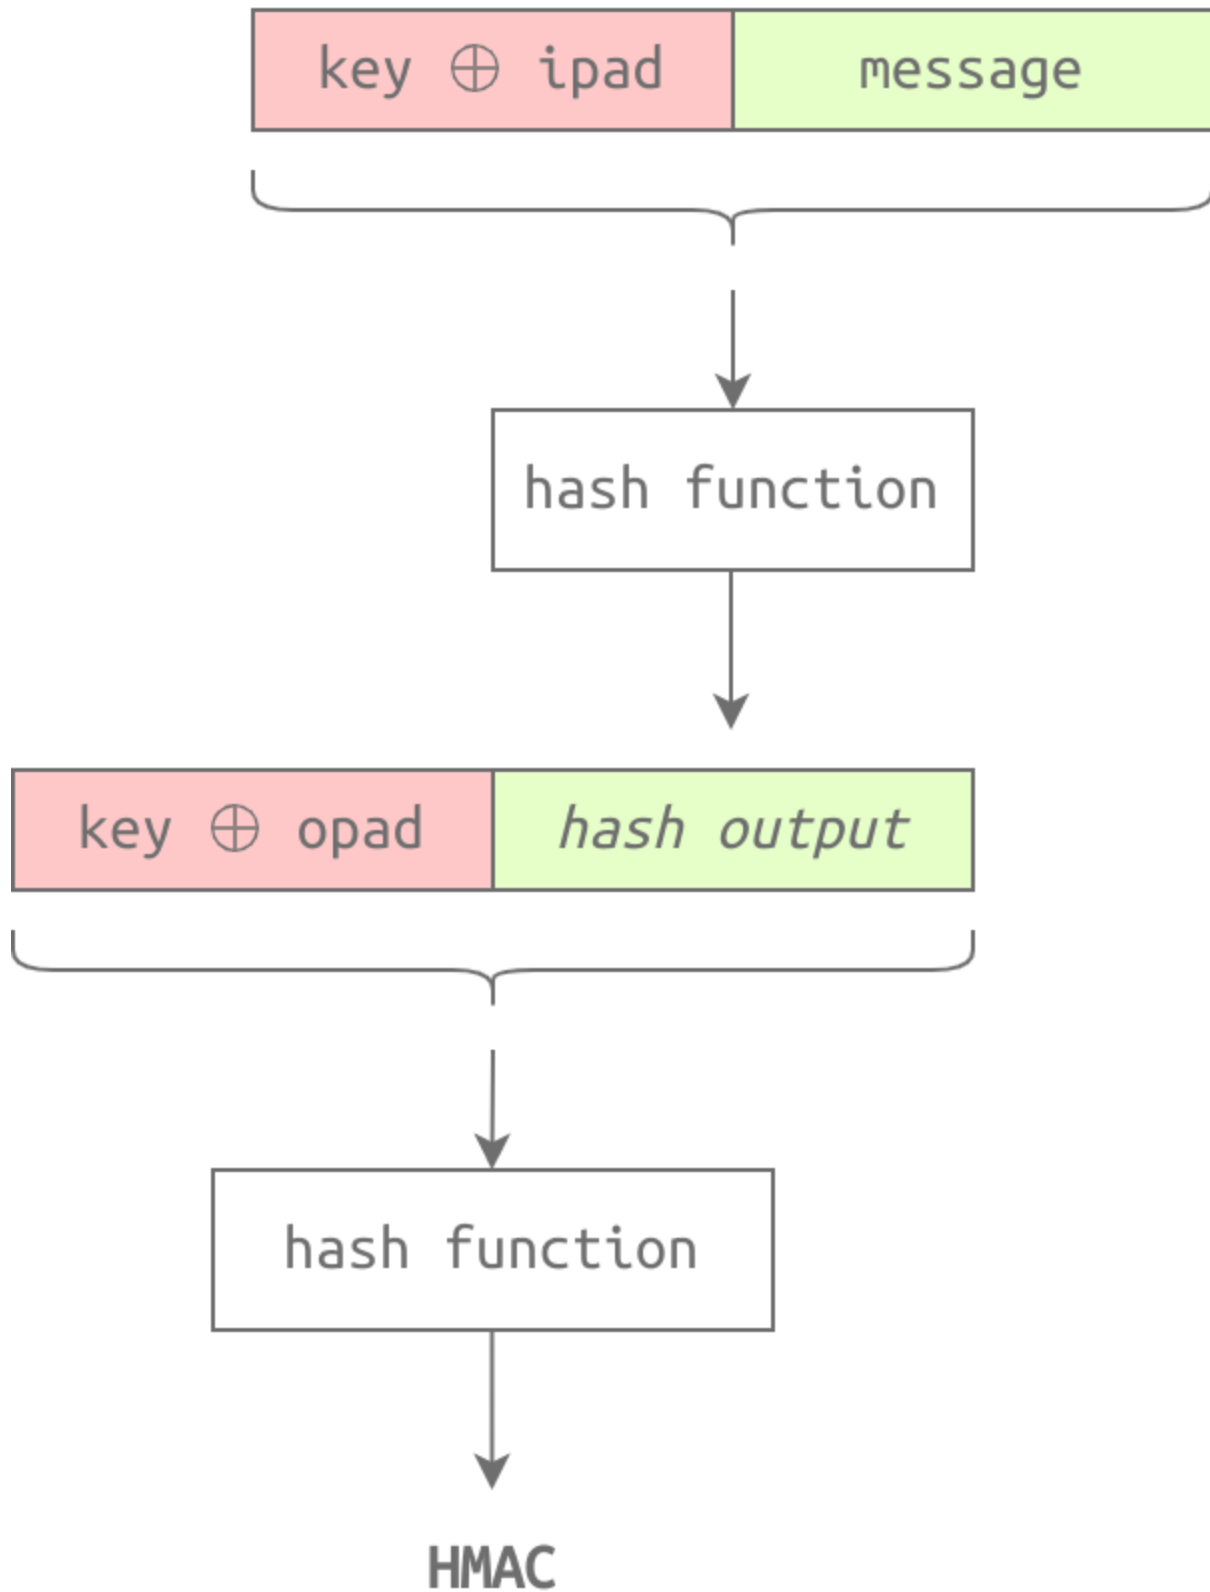 key ⊕ ipad message
hash function
key ⊕ opad hash output
hash function
HMAC